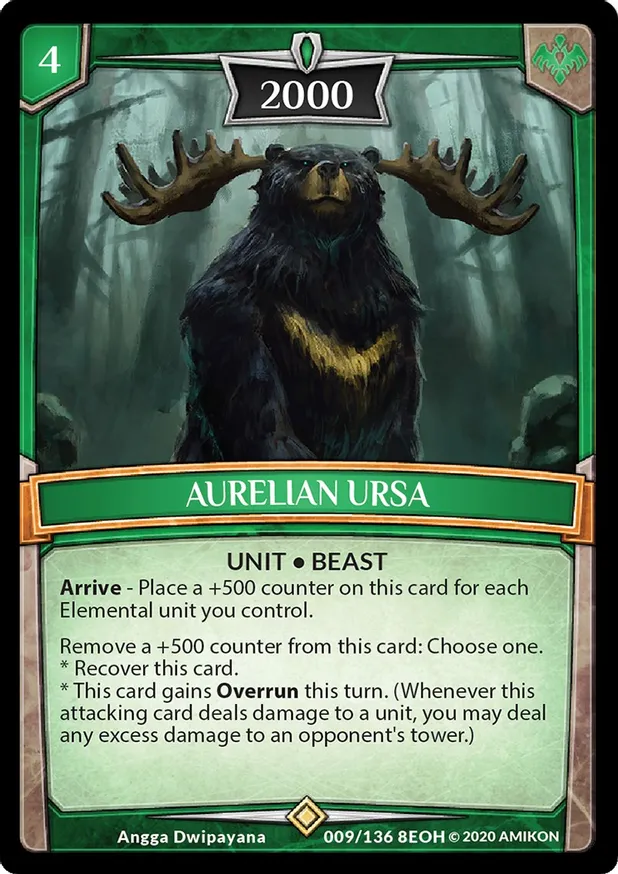 4
2000
AURELIAN URSA
UNIT • BEAST
Arrive - Place a +500 counter on this card for each
Elemental unit you control.
Remove a +500 counter from this card: Choose one.
* Recover this card.
* This card gains Overrun this turn. (Whenever this
attacking card deals damage to a unit, you may deal
any excess damage to an opponent's tower.)
Angga Dwipayana 009/136 8EOH © 2020 AMIKON